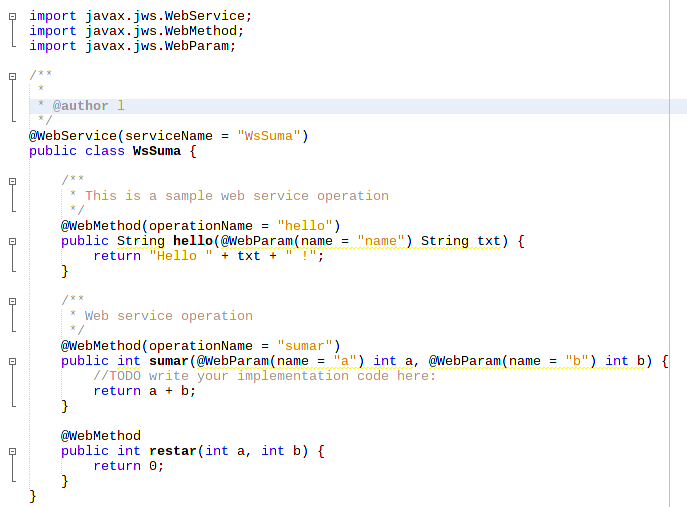 import javax.jws.WebService;
import javax.jws.WebMethod;
import javax.jws.WebParam;

/**
 *
 * @author l
 */
@WebService(serviceName = "WsSuma")
public class WsSuma {

    /**
     * This is a sample web service operation
     */
    @WebMethod(operationName = "hello")
    public String hello(@WebParam(name = "name") String txt) {
        return "Hello " + txt + " !";
    }

    /**
     * Web service operation
     */
    @WebMethod(operationName = "sumar")
    public int sumar(@WebParam(name = "a") int a, @WebParam(name = "b") int b) {
        //TODO write your implementation code here:
        return a + b;
    }

    @WebMethod
    public int restar(int a, int b) {
        return 0;
    }
}